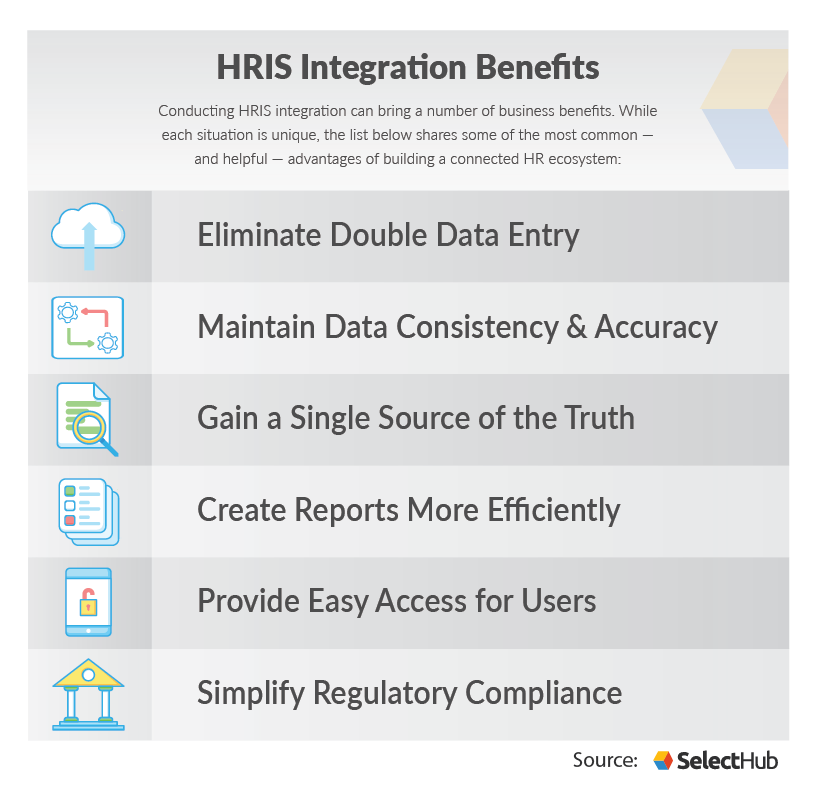 HRIS Integration Benefits
Conducting HRIS integration can bring a number of business benefits. While
each situation is unique, the list below shares some of the most common —
and helpful — advantages of building a connected HR ecosystem:
Eliminate Double Data Entry
Maintain Data Consistency & Accuracy
Gain a Single Source of the Truth
Create Reports More Efficiently
Provide Easy Access for Users
Simplify Regulatory Compliance
Source: SelectHub